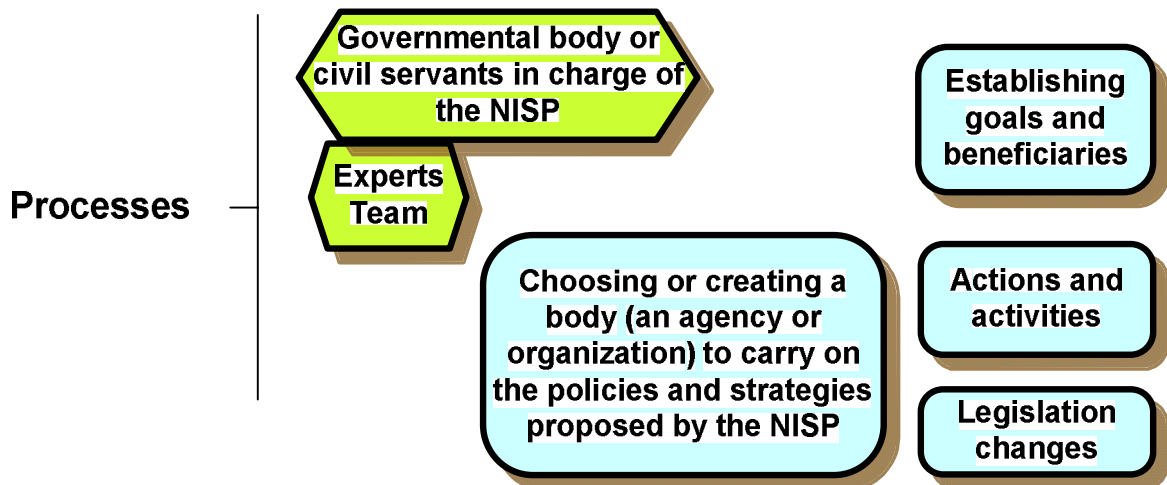 Processes
Governmental body or
civil servants in charge of
the NISP
Experts
Team
Choosing or creating a
body (an agency or
organization) to carry on
the policies and strategies
proposed by the NISP
Establishing
goals and
beneficiaries
Actions and
activities
Legislation
changes